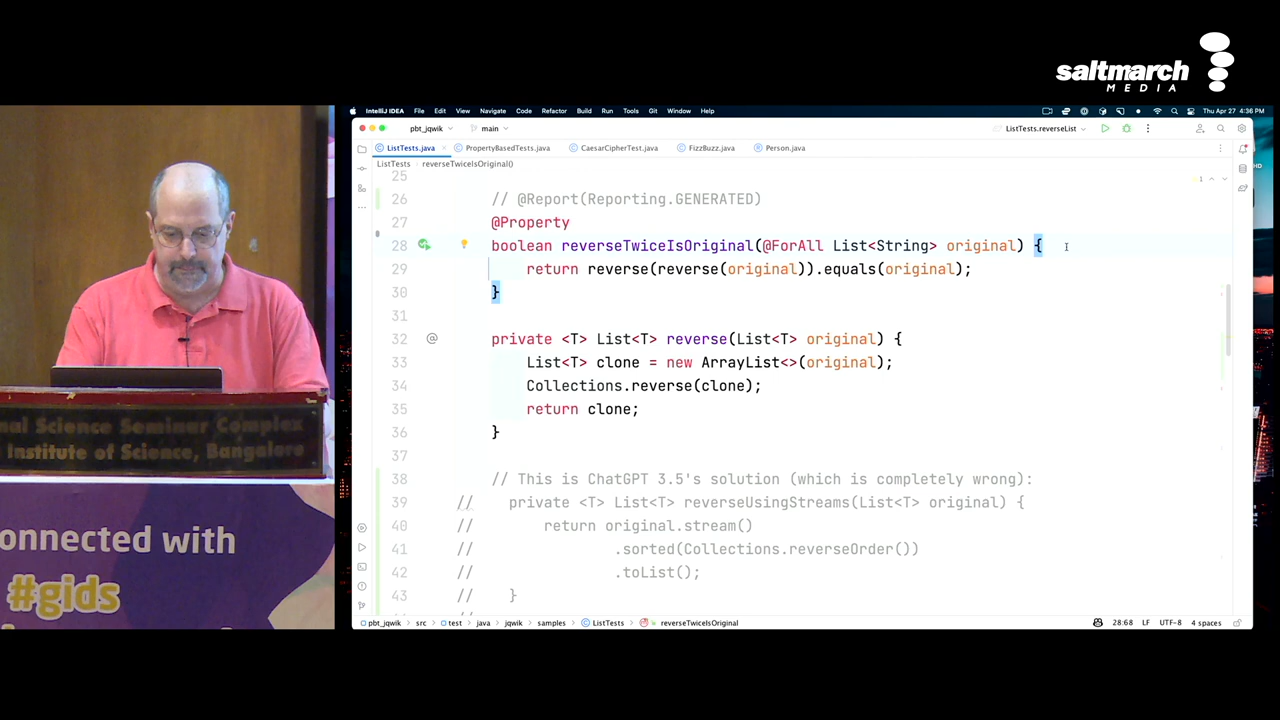 saltmarch
MEDIA
IntelliJ IDEA File Edit View Navigate Code Refactor Build Run Tools Git Window Help
Thu Apr 27 4:36 PM
pbt_jqwik main
ListTests.reverseList
ListTests.java PropertyBasedTests.java CaesarCipherTest.java FizzBuzz.java Person.java
ListTests reverseTwiceIsOriginal()
25
1
26 // @Report(Reporting.GENERATED)
27 @Property
28 boolean reverseTwiceIsOriginal(@ForAll List<String> original) {
29 return reverse(reverse(original)).equals(original);
30 }
31
32 @ private <T> List<T> reverse(List<T> original) {
33 List<T> clone = new ArrayList<>(original);
34 Collections.reverse(clone);
35 return clone;
36 }
37
38 // This is ChatGPT 3.5's solution (which is completely wrong):
39 // private <T> List<T> reverseUsingStreams(List<T> original) {
40 // return original.stream()
41 // .sorted(Collections.reverseOrder())
42 // .toList();
43 // }
pbt_jqwik src test java jqwik samples ListTests reverseTwiceIsOriginal
28:68 LF UTF-8 4 spaces
nal Science Seminar Complex
Institute of Science, Bangalore
onnected with
#gids